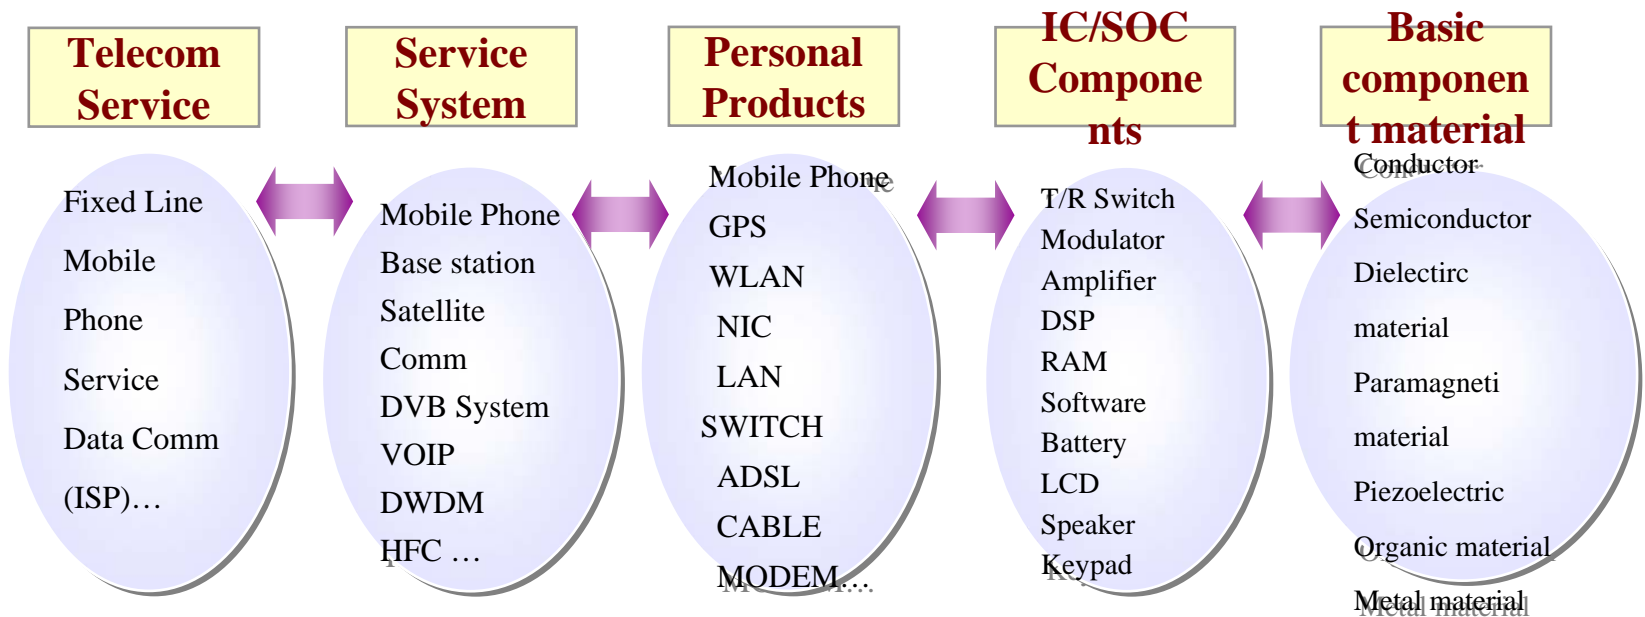 Telecom
Service
Fixed Line
Mobile
Phone
Service
Data Comm
(ISP)…
Service
System
Mobile Phone
Base station
Satellite
Comm
DVB System
VOIP
DWDM
HFC …
Personal
Products
Mobile Phone
GPS
WLAN
NIC
LAN
SWITCH
ADSL
CABLE
MODEM…
IC/SOC
Compone
nts
T/R Switch
Modulator
Amplifier
DSP
RAM
Software
Battery
LCD
Speaker
Keypad
Basic
componen
t material
Conductor
Semiconductor
Dielectirc
material
Paramagneti
material
Piezoelectric
Organic material
Metal material